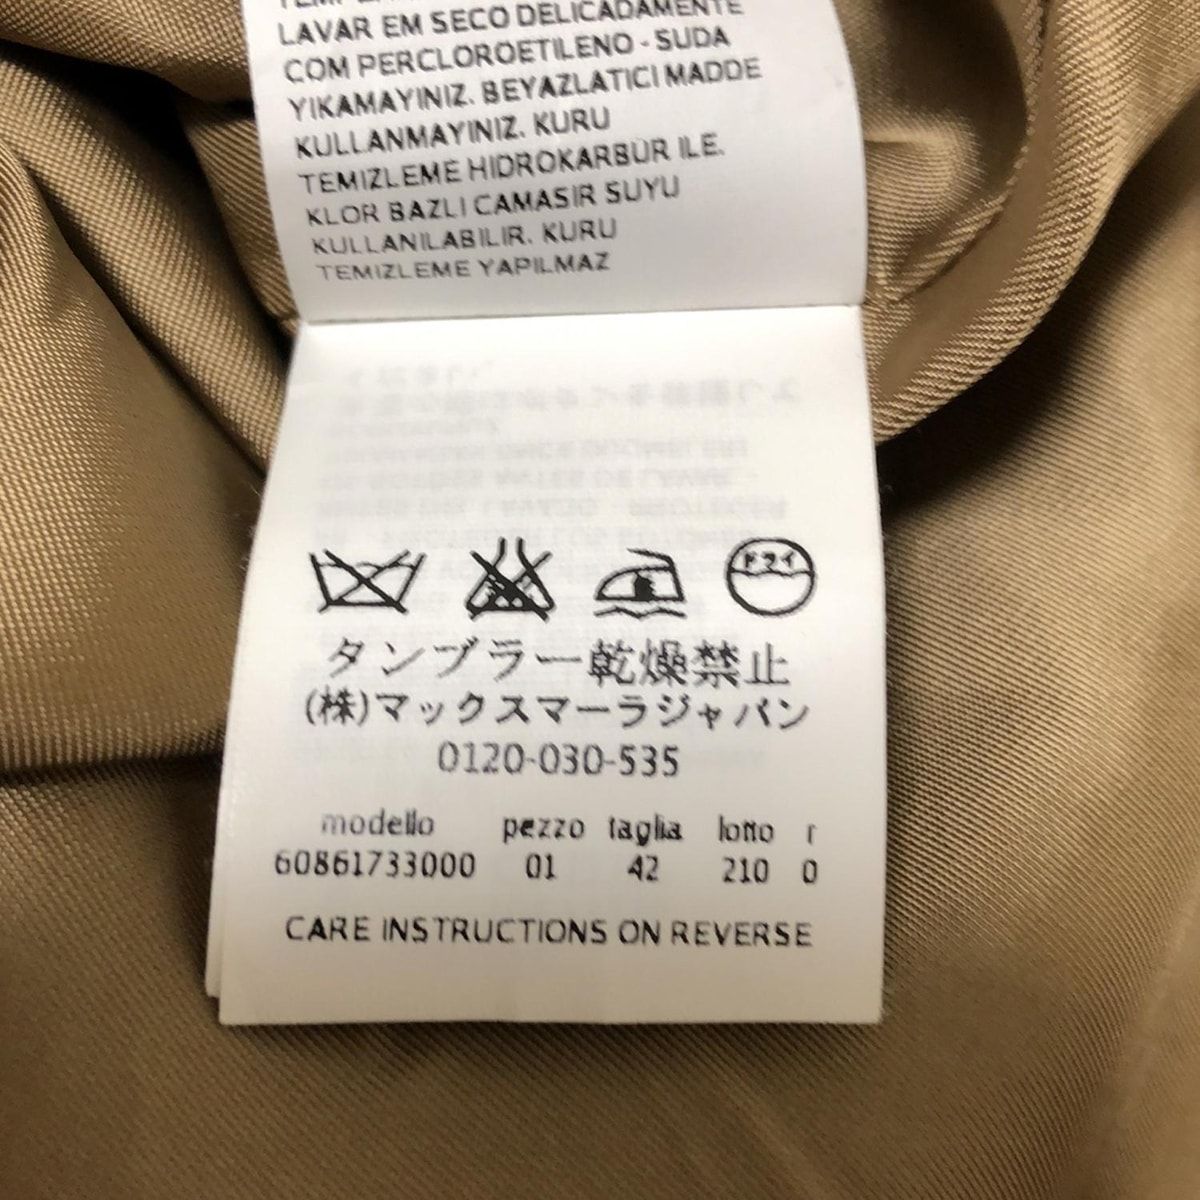 LAVAR EM SECO DELICADAMENTE
COM PERCLOROETILENO - SUDA
YIKAMAYINIZ. BEYAZLATICI MADDE
KULLANMAYINIZ. KURU
TEMIZLEME HIDROKARBUR ILE.
KLOR BAZLI CAMASIR SUYU
KULLANILABILIR. KURU
TEMIZLEME YAPILMAZ
ドライ
タンブラー乾燥禁止
(株)マックスマーラジャパン
0120-030-535
modello pezzo taglia lotto r
60861733000 01 42 210 0
CARE INSTRUCTIONS ON REVERSE